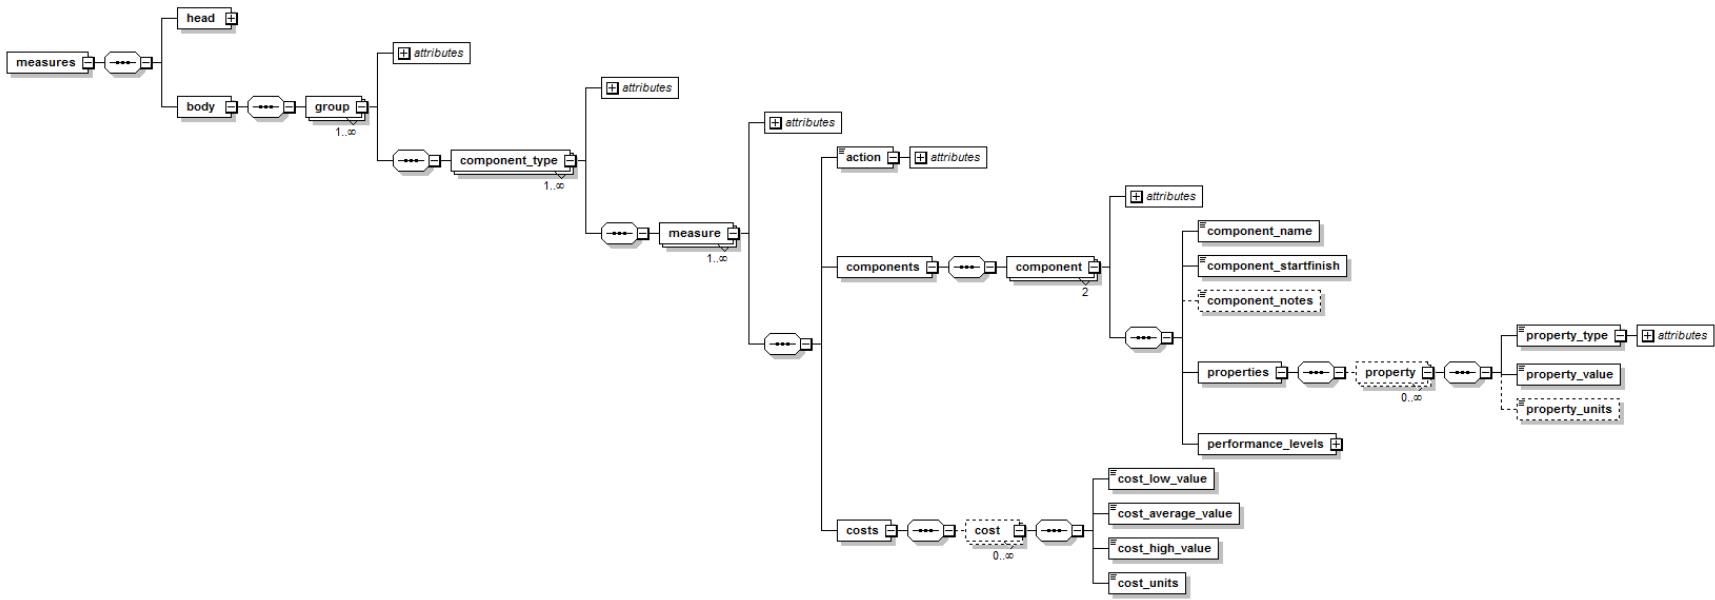 head
measures
attributes
body
group
1..∞
attributes
component_type
1..∞
attributes
measure
1..∞
action
attributes
attributes
component_name
components
component
2
component_startfinish
component_notes
properties
property
0..∞
property_type
attributes
property_value
property_units
performance_levels
cost_low_value
cost_average_value
costs
cost
0..∞
cost_high_value
cost_units